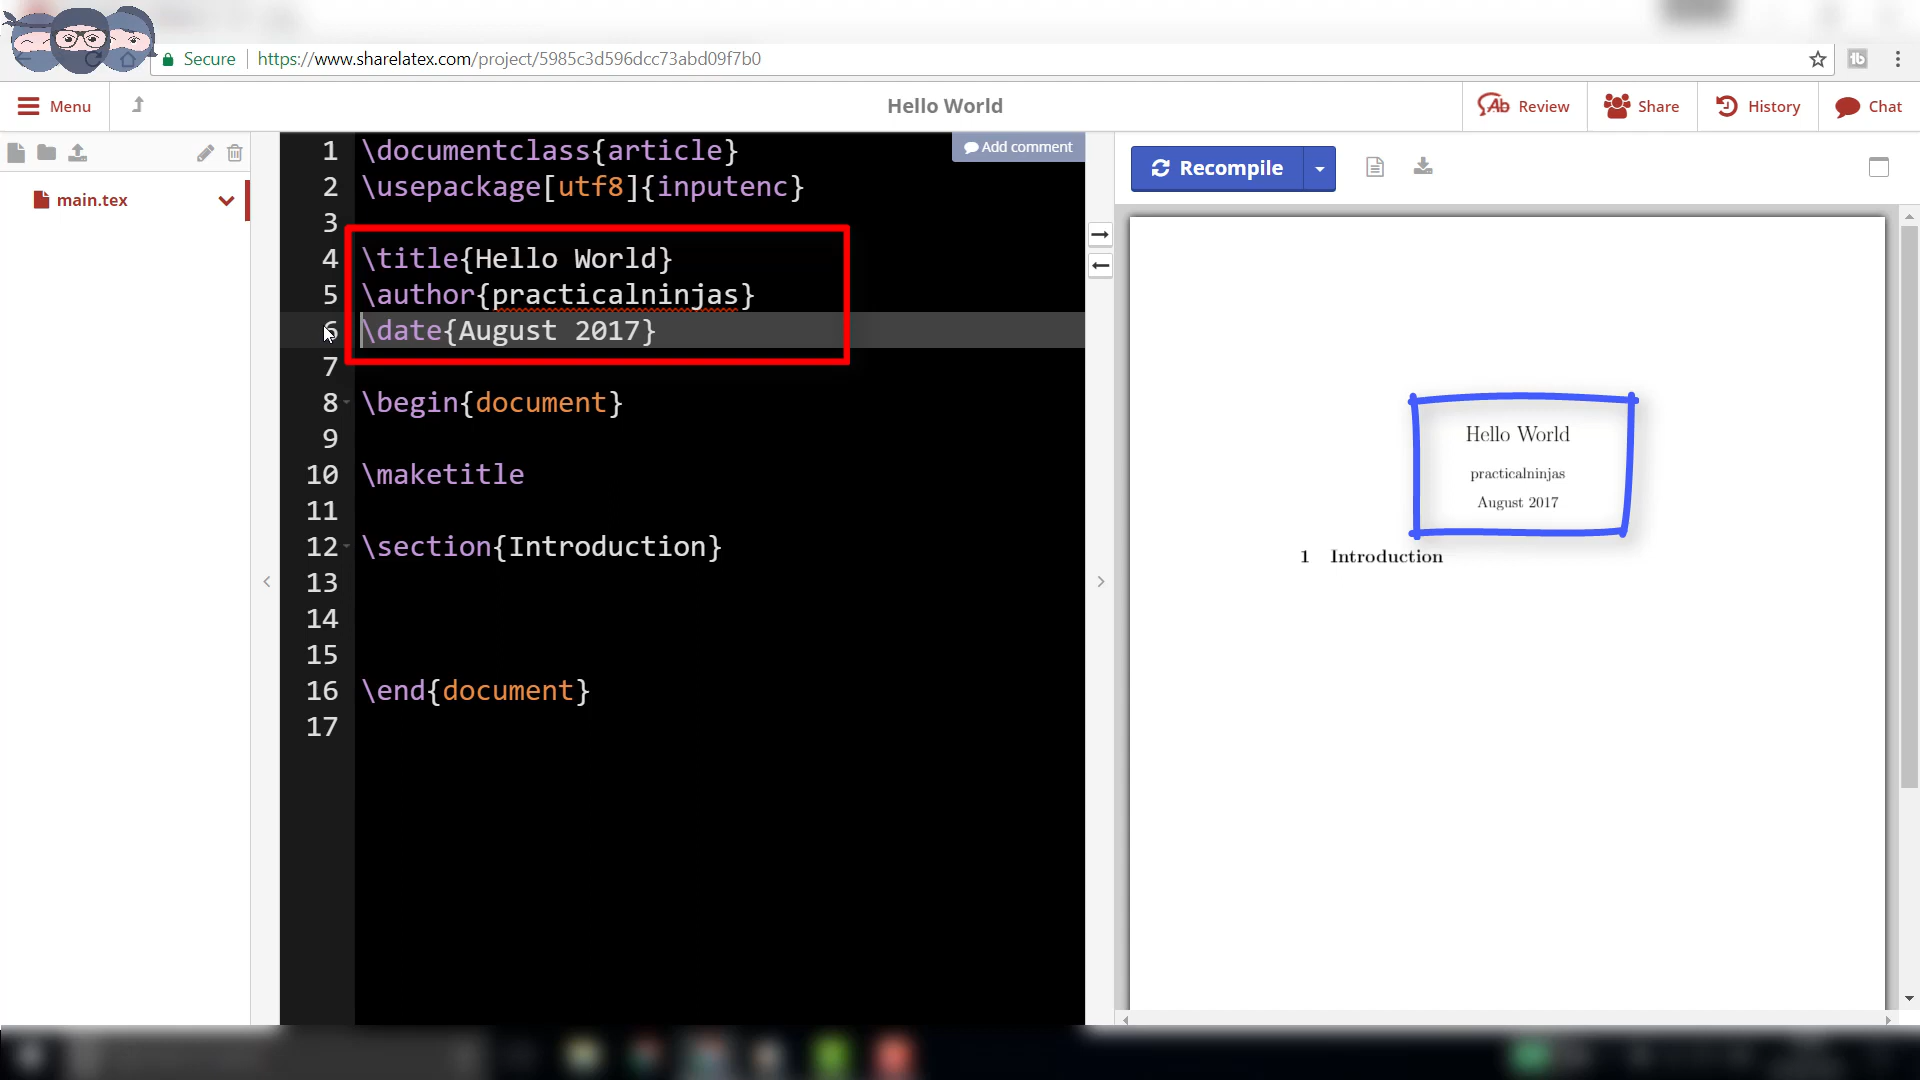 Secure https://www.sharelatex.com/project/5985c3d596dcc73abd09f7b0
Menu
Hello World
Review
Share
History
Chat
main.tex
Add comment
Recompile
1 \documentclass{article}
2 \usepackage[utf8]{inputenc}
3
4 \title{Hello World}
5 \author{practicalninjas}
6 \date{August 2017}
7
8 \begin{document}
9
10 \maketitle
11
12 \section{Introduction}
13
14
15
16 \end{document}
17
Hello World
practicalninjas
August 2017
1 Introduction